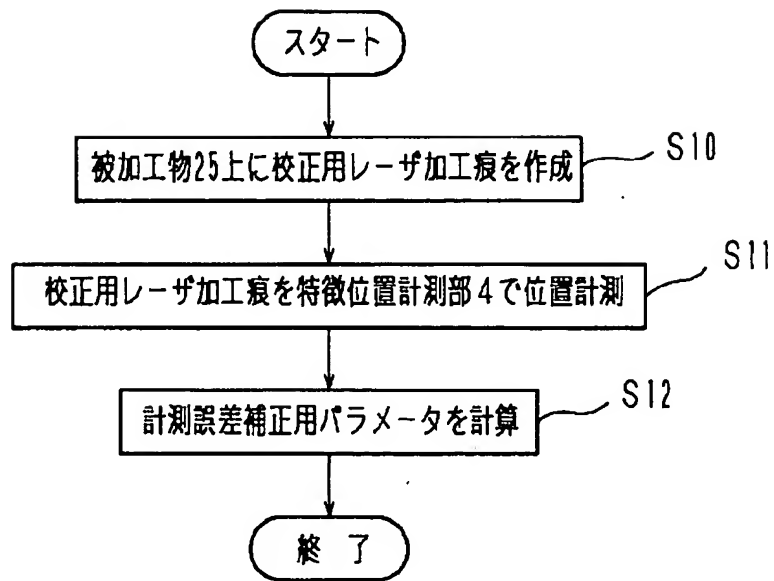 スタート
被加工物25上に校正用レーザ加工痕を作成
S10
校正用レーザ加工痕を特徴位置計測部4で位置計測
S11
計測誤差補正用パラメータを計算
S12
終了